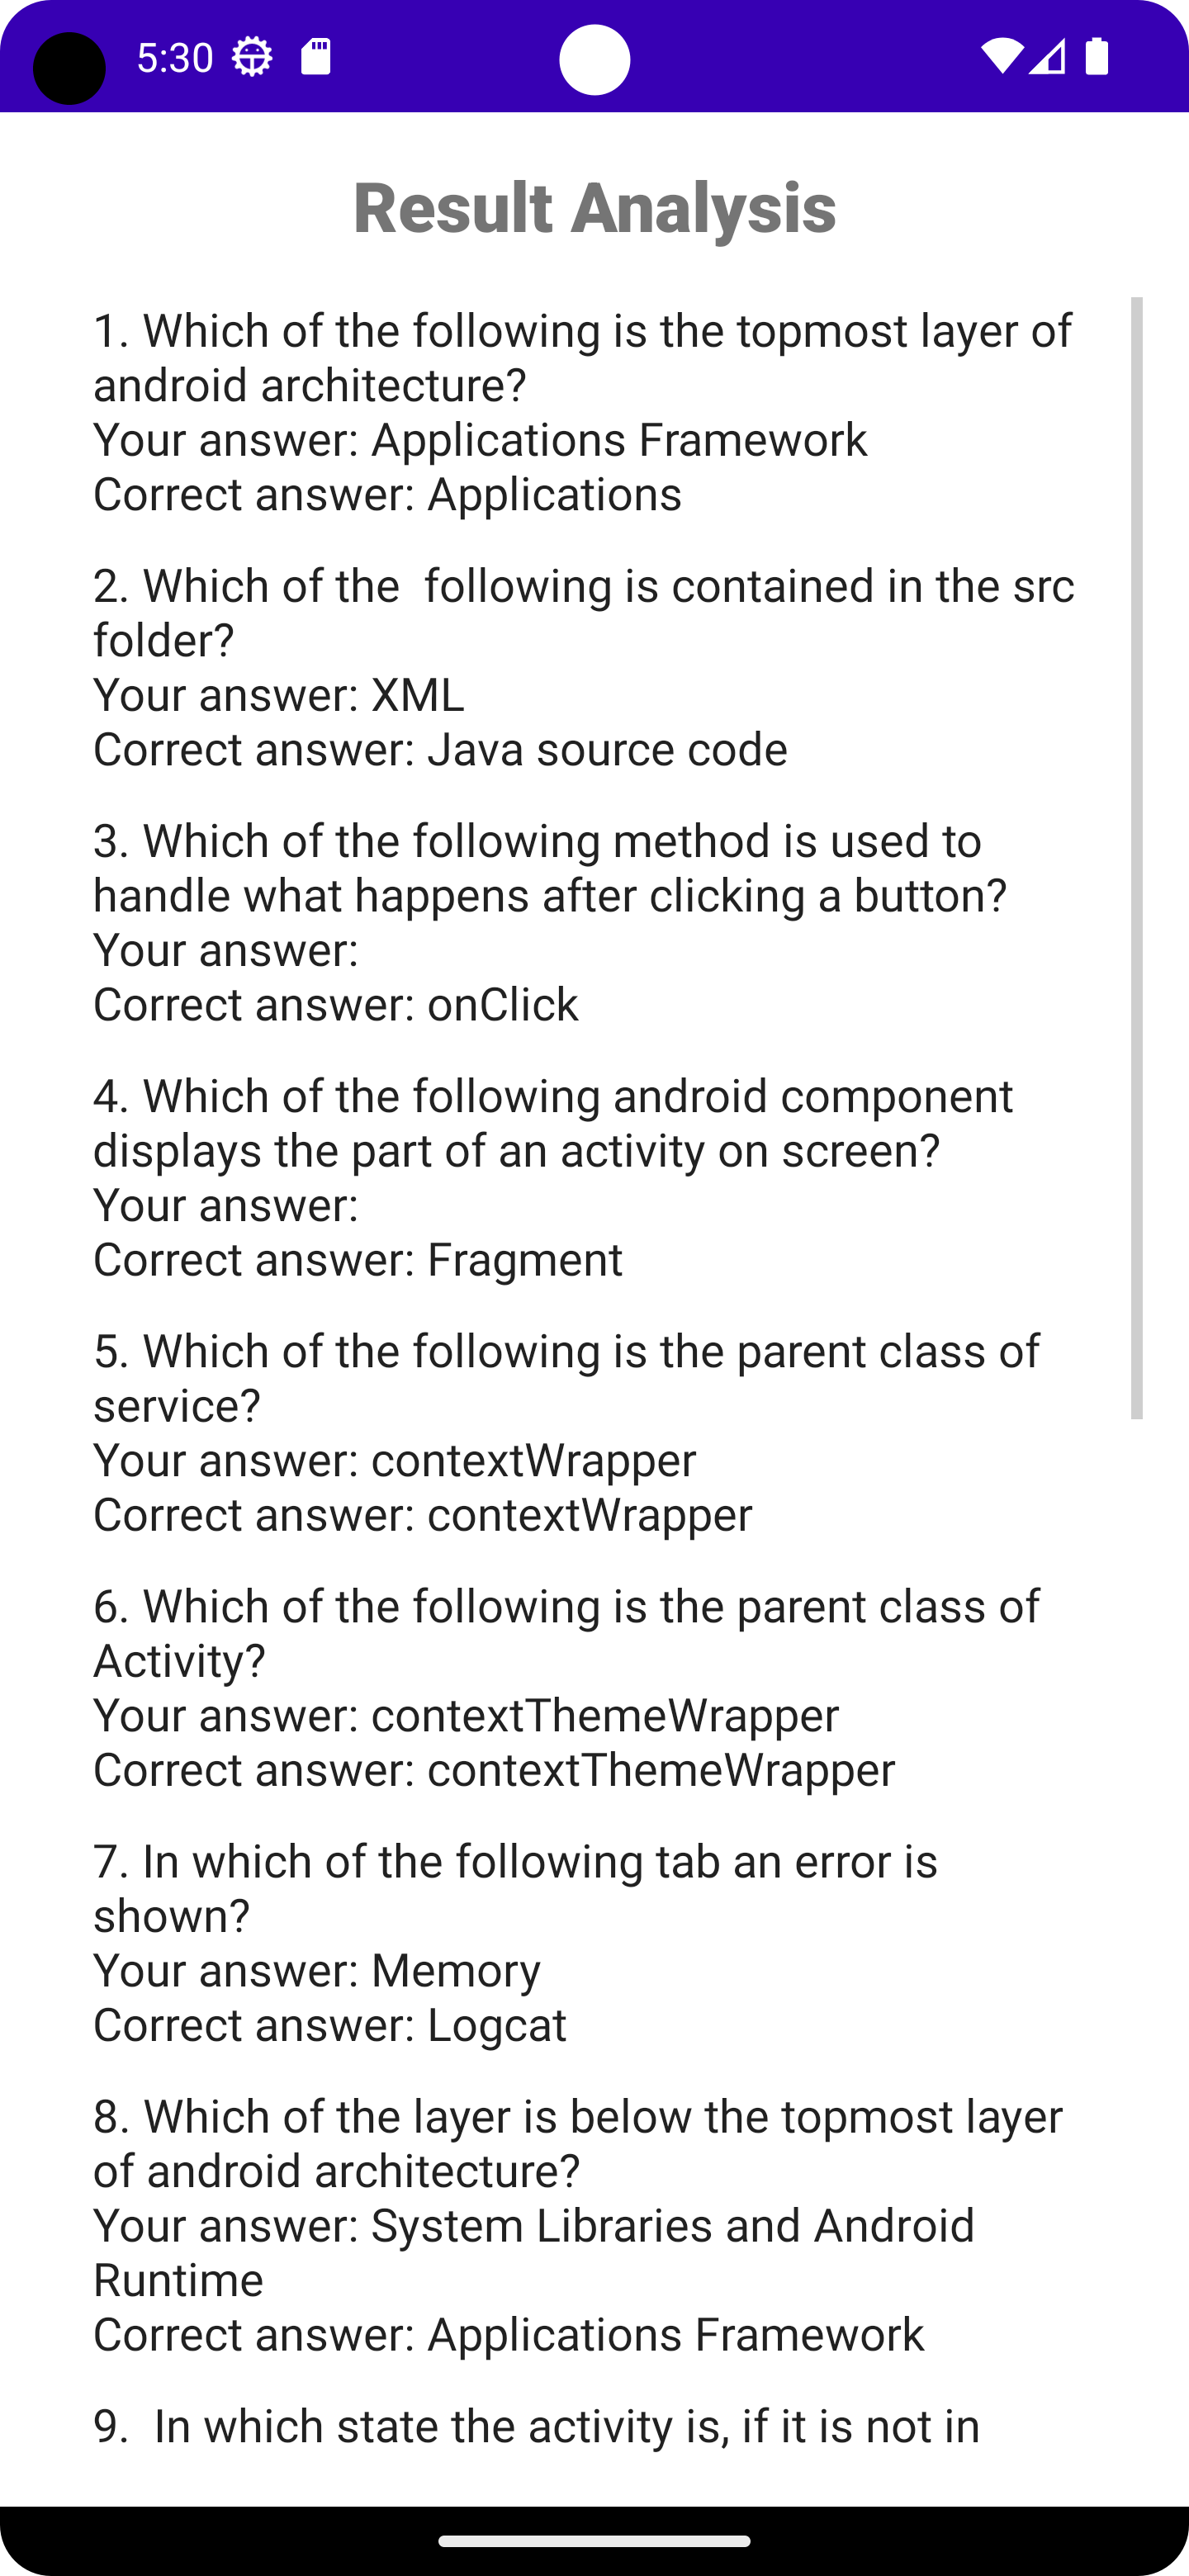 5:30
Result Analysis
1. Which of the following is the topmost layer of
android architecture?
Your answer: Applications Framework
Correct answer: Applications
2. Which of the  following is contained in the src
folder?
Your answer: XML
Correct answer: Java source code
3. Which of the following method is used to
handle what happens after clicking a button?
Your answer:
Correct answer: onClick
4. Which of the following android component
displays the part of an activity on screen?
Your answer:
Correct answer: Fragment
5. Which of the following is the parent class of
service?
Your answer: contextWrapper
Correct answer: contextWrapper
6. Which of the following is the parent class of
Activity?
Your answer: contextThemeWrapper
Correct answer: contextThemeWrapper
7. In which of the following tab an error is
shown?
Your answer: Memory
Correct answer: Logcat
8. Which of the layer is below the topmost layer
of android architecture?
Your answer: System Libraries and Android
Runtime
Correct answer: Applications Framework
9.  In which state the activity is, if it is not in